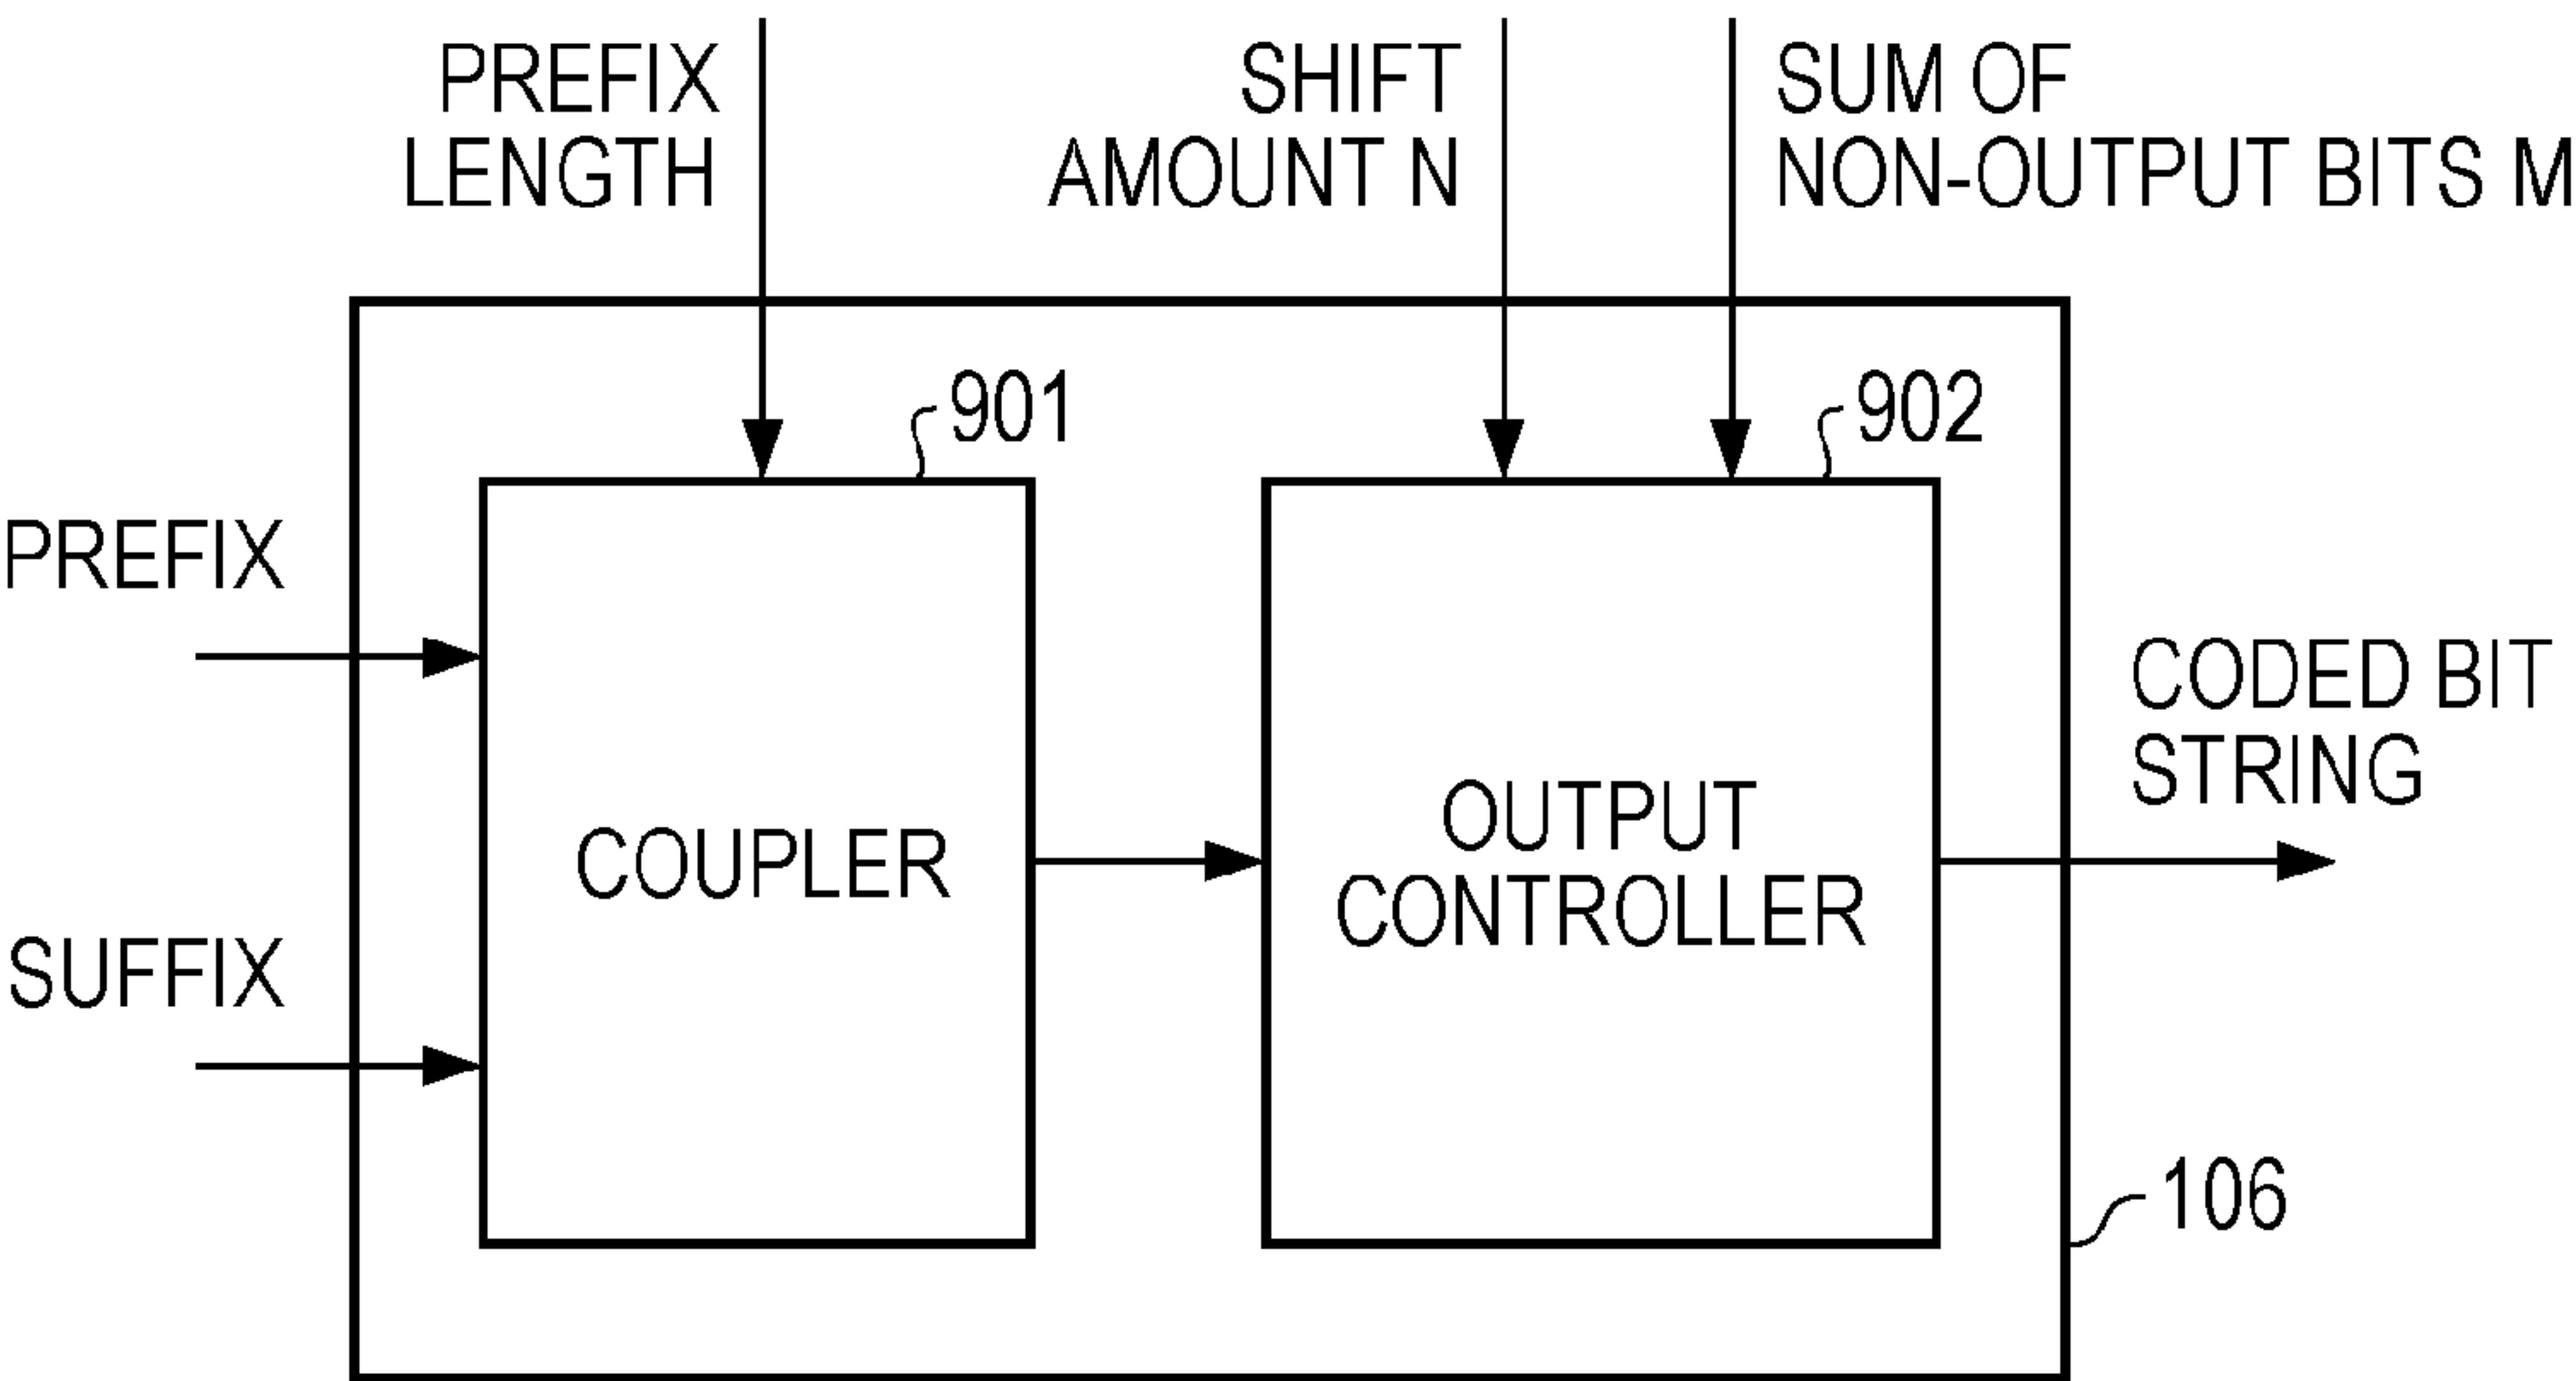 PREFIX
LENGTH
SHIFT
AMOUNT N
SUM OF
NON-OUTPUT BITS M
901
902
PREFIX
SUFFIX
COUPLER
OUTPUT
CONTROLLER
CODED BIT
STRING
106